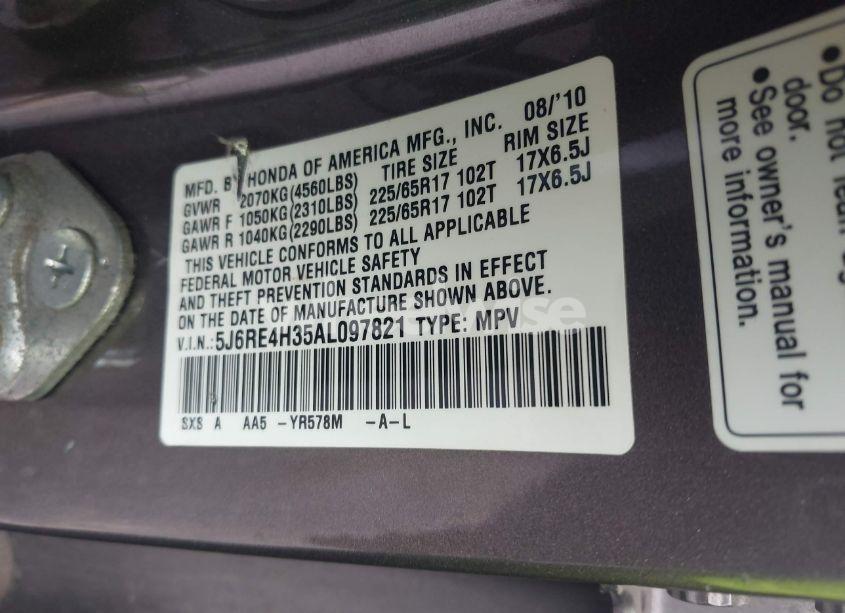 MFD. BY HONDA OF AMERICA MFG., INC. 08/'10
GVWR 2070KG(4560LBS) TIRE SIZE RIM SIZE
GAWR F 1050KG(2310LBS) 225/65R17 102T 17X6.5J
GAWR R 1040KG(2290LBS) 225/65R17 102T 17X6.5J
THIS VEHICLE CONFORMS TO ALL APPLICABLE
FEDERAL MOTOR VEHICLE SAFETY
AND THEFT PREVENTION STANDARDS IN EFFECT
ON THE DATE OF MANUFACTURE SHOWN ABOVE.
V.I.N.:5J6RE4H35AL097821 TYPE: MPV
SXS A AA5 -YR578M -A-L
•Do not
door.
•See owner's manual for
more information.